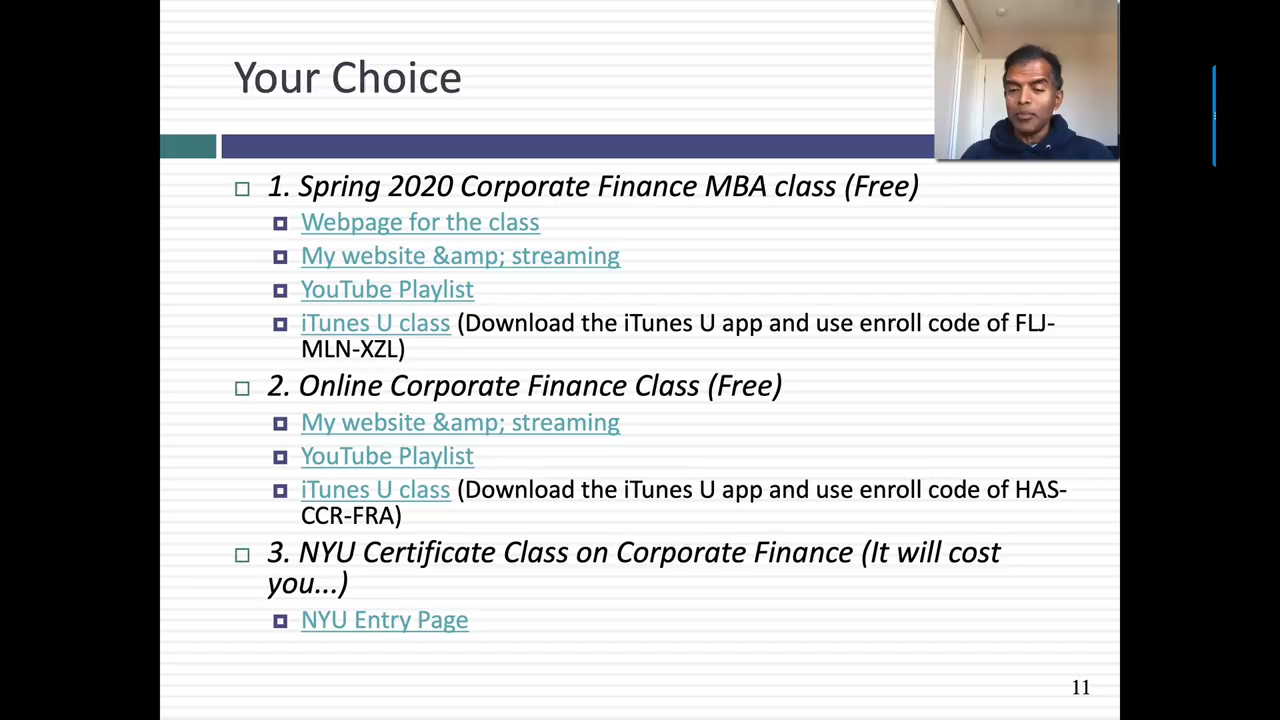 Your Choice
1. Spring 2020 Corporate Finance MBA class (Free)
Webpage for the class
My website &amp; streaming
YouTube Playlist
iTunes U class (Download the iTunes U app and use enroll code of FLJ-
MLN-XZL)
2. Online Corporate Finance Class (Free)
My website &amp; streaming
YouTube Playlist
iTunes U class (Download the iTunes U app and use enroll code of HAS-
CCR-FRA)
3. NYU Certificate Class on Corporate Finance (It will cost
you...)
NYU Entry Page
11